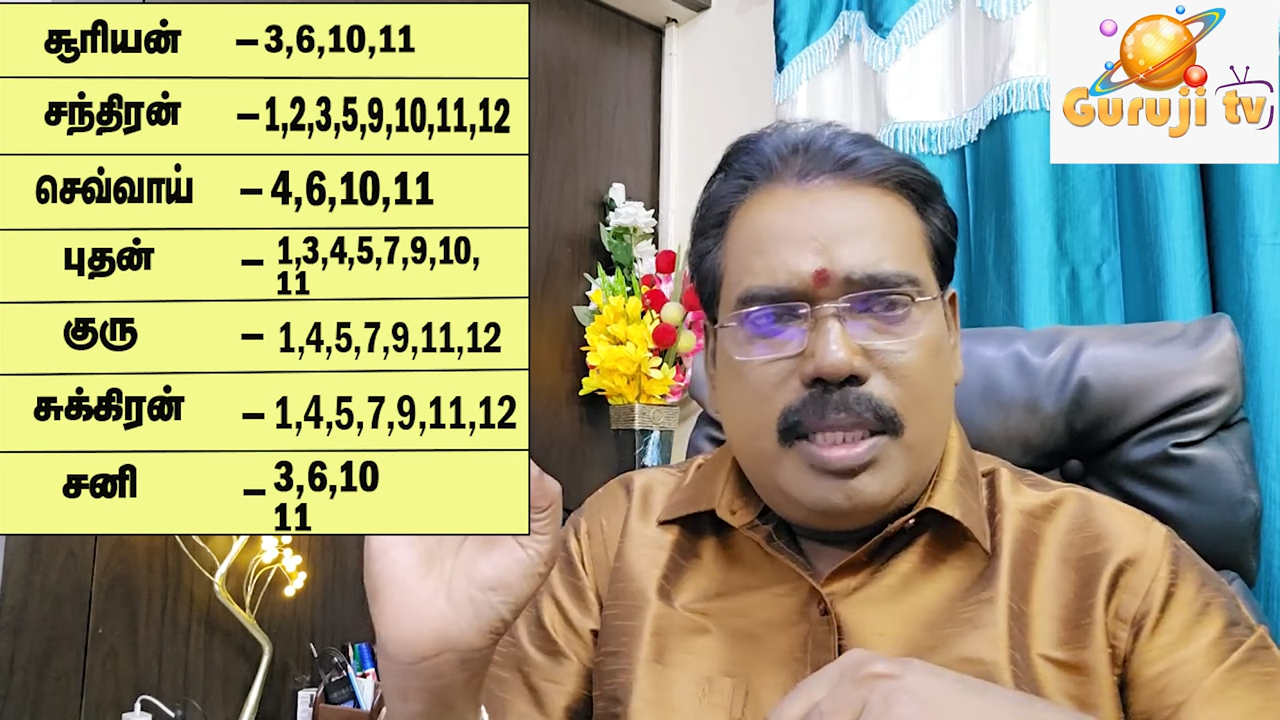 சூரியன் – 3,6,10,11
சந்திரன் – 1,2,3,5,9,10,11,12
செவ்வாய் – 4,6,10,11
புதன் – 1,3,4,5,7,9,10,
11
குரு – 1,4,5,7,9,11,12
சுக்கிரன் – 1,4,5,7,9,11,12
சனி – 3,6,10
11
Guruji tv